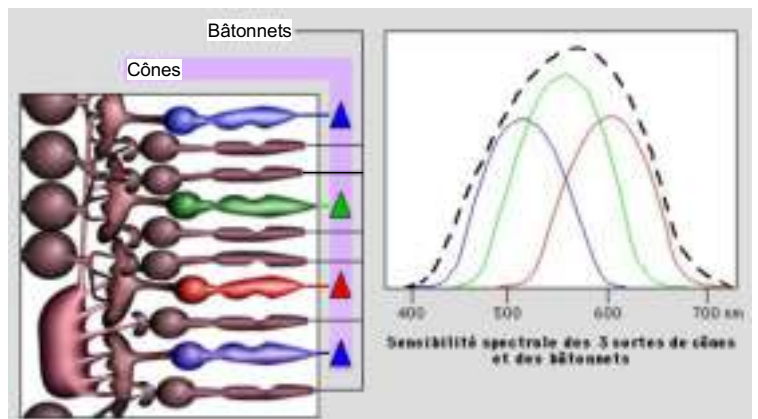 Bâtonnets
Cônes
400 500 600 700 nm
Sensibilité spectrale des 3 sortes de cônes
et des bâtonnets